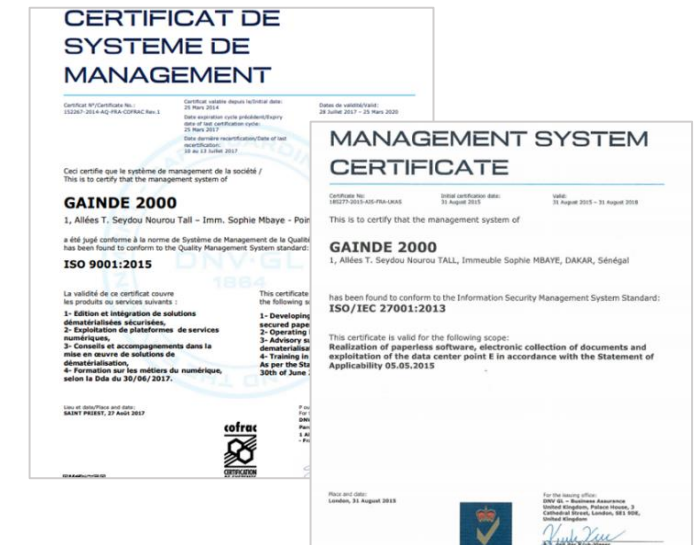 CERTIFICAT DE
SYSTEME DE
MANAGEMENT
Certificat N°/Certificate No.:
152267-2014-AQ-FRA-COFRAC Rev.1
Certificat valable depuis le/Initial date:
25 Mars 2014
Date expiration cycle précédent/Expiry
date of last certification cycle:
25 Mars 2017
Date dernière recertification/Date of last
recertification:
10 au 13 Juillet 2017
Dates de validité/Valid:
28 Juillet 2017 – 25 Mars 2020
Ceci certifie que le système de management de la société /
This is to certify that the management system of
GAINDE 2000
1, Allées T. Seydou Nourou Tall – Imm. Sophie Mbaye - Poin
a été jugé conforme à la norme de Système de Management de la Qualité
has been found to conform to the Quality Management System standard:
ISO 9001:2015
DNV·GL
1864
La validité de ce certificat couvre
les produits ou services suivants :
1- Edition et intégration de solutions
dématérialisées sécurisées,
2- Exploitation de plateformes de services
numériques,
3- Conseils et accompagnements dans la
mise en œuvre de solutions de
dématérialisation,
4- Formation sur les métiers du numérique,
selon la Dda du 30/06/2017.
This certificate
the following s
1- Developing
secured pape
2- Operating
3- Advisory s
dematerialisa
4- Training in
As per the Sta
30th of June
Lieu et date/Place and date:
SAINT PRIEST, 27 Août 2017
cofrac
CERTIFICATION
MANAGEMENT SYSTEM
CERTIFICATE
Certificate No:
185277-2015-AIS-FRA-UKAS
Initial certification date:
31 August 2015
Valid:
31 August 2015 – 31 August 2018
This is to certify that the management system of
GAINDE 2000
1, Allées T. Seydou Nourou TALL, Immeuble Sophie MBAYE, DAKAR, Sénégal
has been found to conform to the Information Security Management System Standard:
ISO/IEC 27001:2013
This certificate is valid for the following scope:
Realization of paperless software, electronic collection of documents and
exploitation of the data center point E in accordance with the Statement of
Applicability 05.05.2015
Place and date:
London, 31 August 2015
For the issuing office:
DNV GL – Business Assurance
United Kingdom, Palace House, 3
Cathedral Street, London, SE1 9DE,
United Kingdom